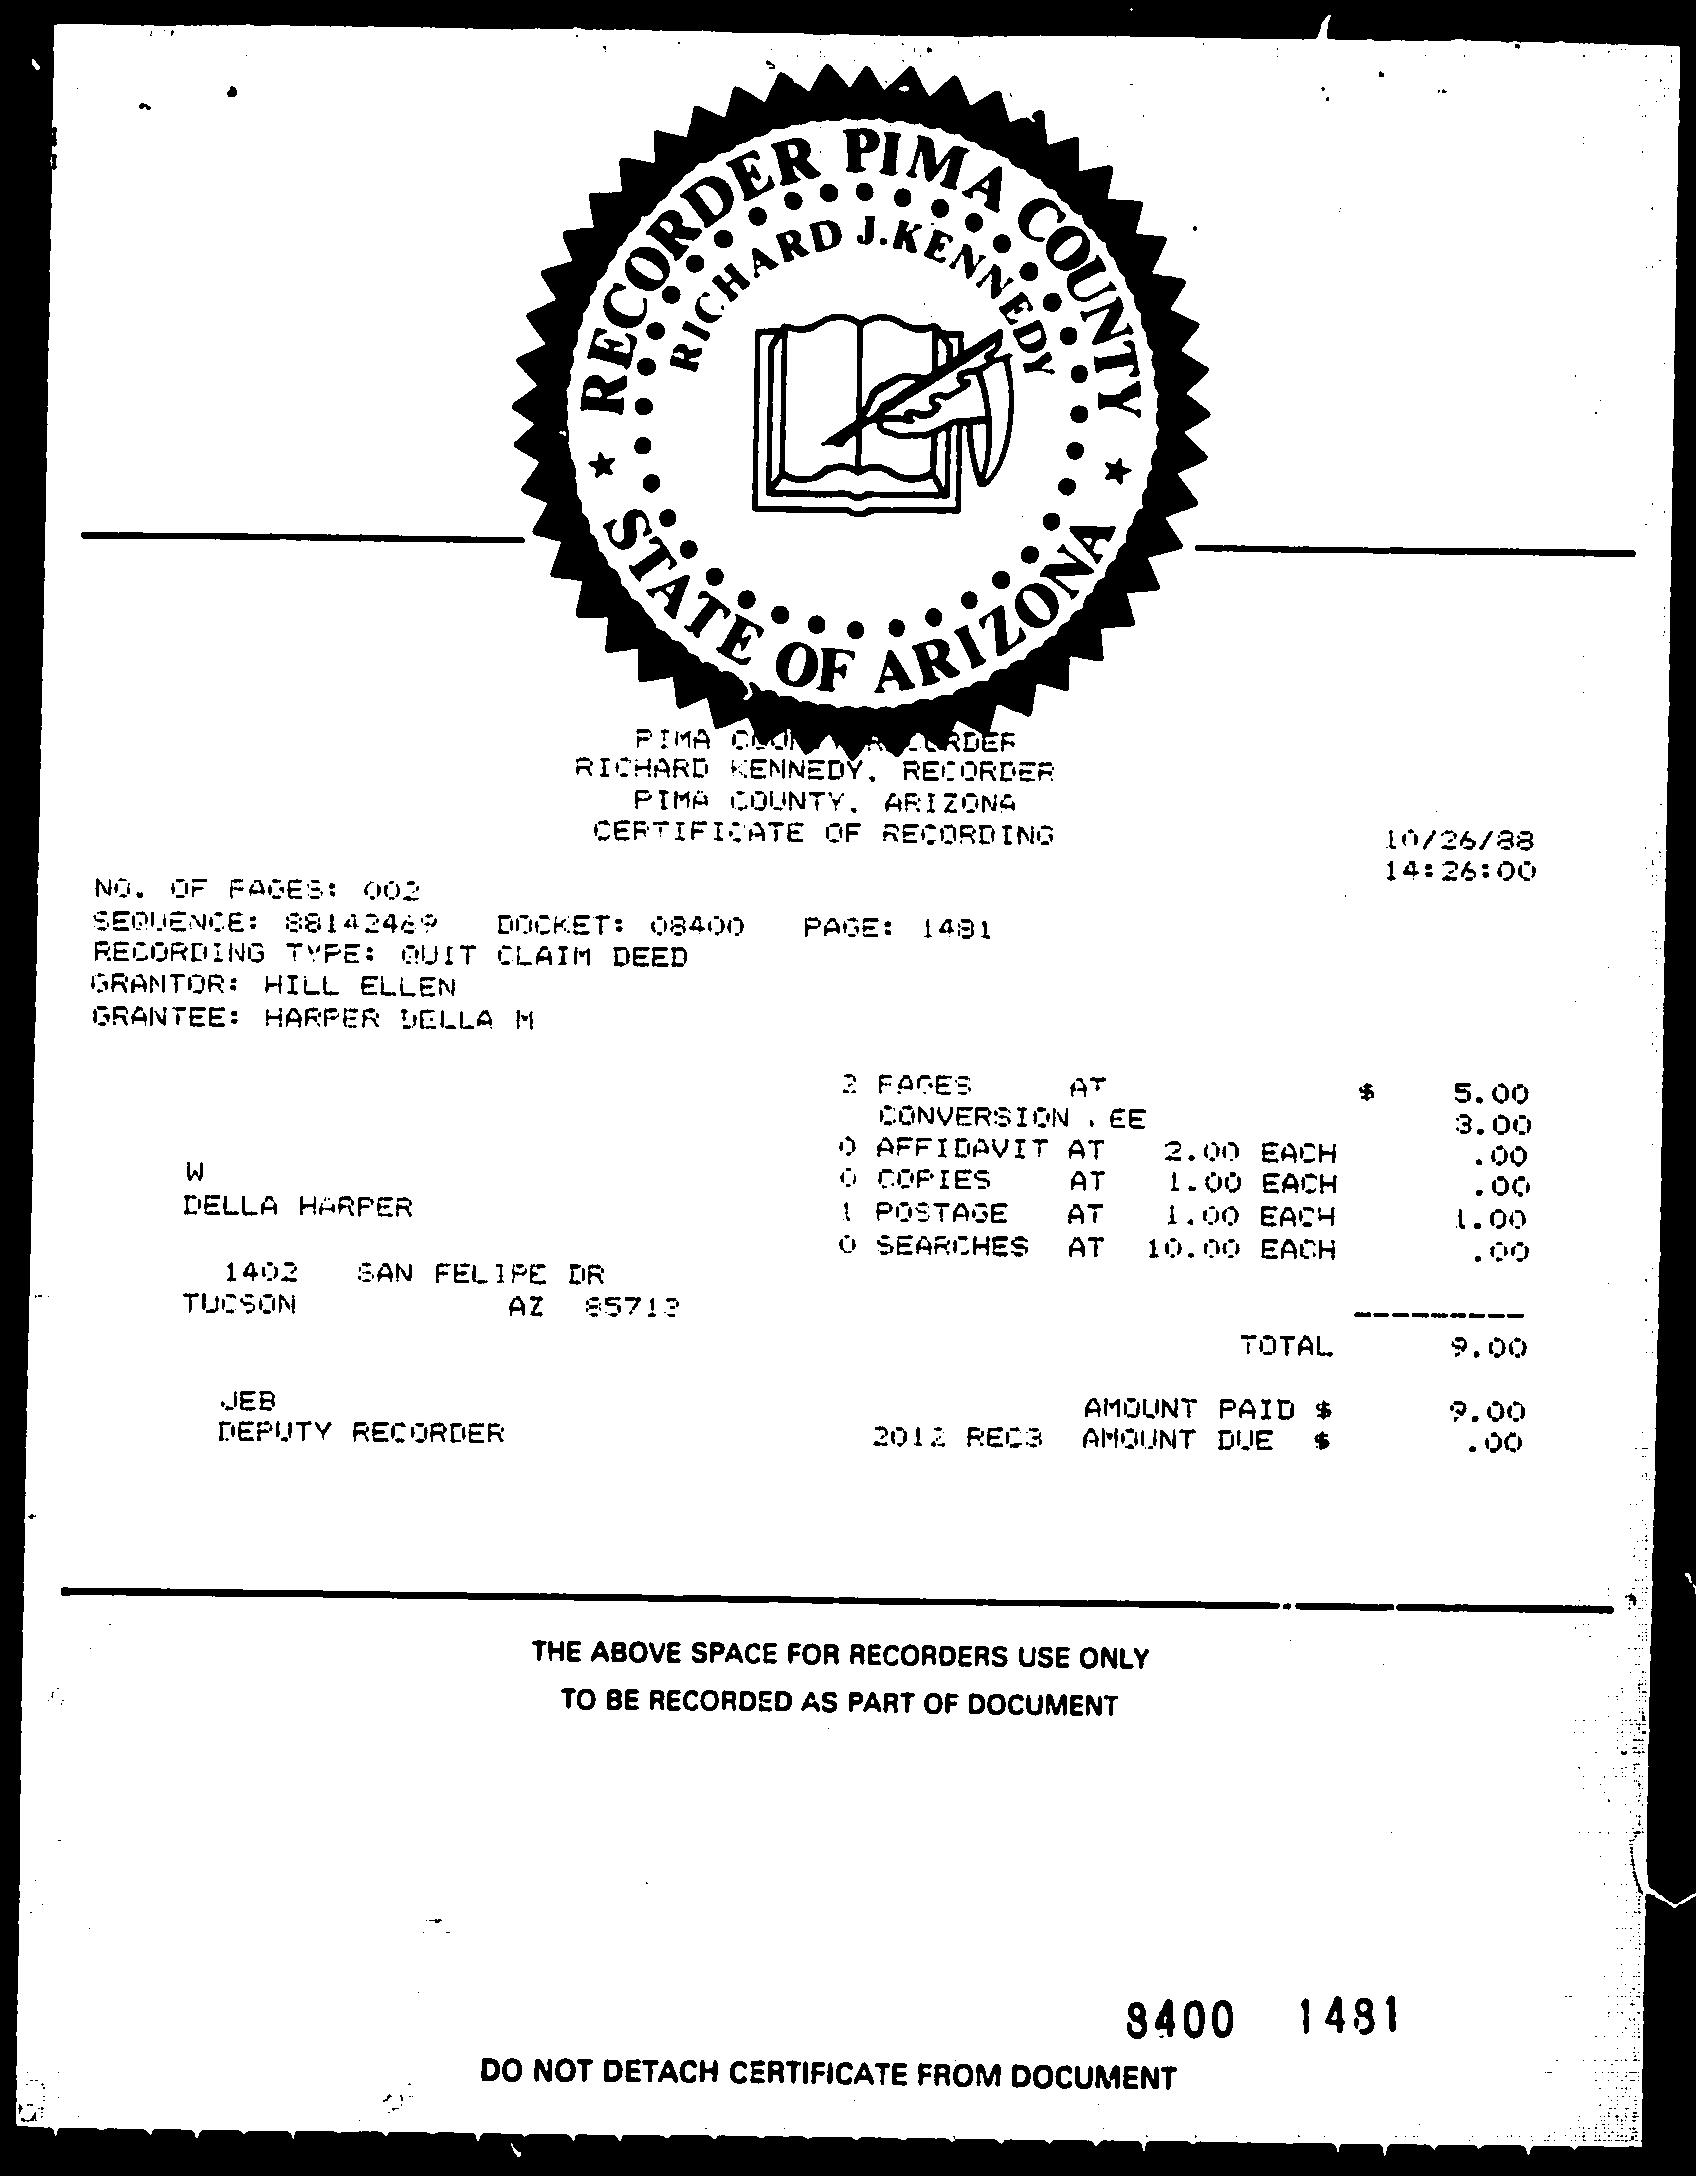 RECORDER PIMA COUNTY
RICHARD J. KENNEDY
STATE OF ARIZONA
PIMA COUNTY RECORDER
RICHARD KENNEDY, RECORDER
PIMA COUNTY, ARIZONA
CERTIFICATE OF RECORDING
10/26/88
14:26:00
NO. OF PAGES: 002
SEQUENCE: 88142469 DOCKET: 08400 PAGE: 1481
RECORDING TYPE: QUIT CLAIM DEED
GRANTOR: HILL ELLEN
GRANTEE: HARPER DELLA M
2 PAGES AT $ 5.00
CONVERSION 3.00
0 AFFIDAVIT AT 2.00 EACH .00
0 COPIES AT 1.00 EACH .00
1 POSTAGE AT 1.00 EACH 1.00
0 SEARCHES AT 10.00 EACH .00
W
DELLA HARPER
1402 SAN FELIPE DR
TUCSON AZ
TOTAL 9.00
JEB
DEPUTY RECORDER
AMOUNT PAID $ 9.00
2012 REC3 AMOUNT DUE $ .00
THE ABOVE SPACE FOR RECORDERS USE ONLY
TO BE RECORDED AS PART OF DOCUMENT
8400 1481
DO NOT DETACH CERTIFICATE FROM DOCUMENT